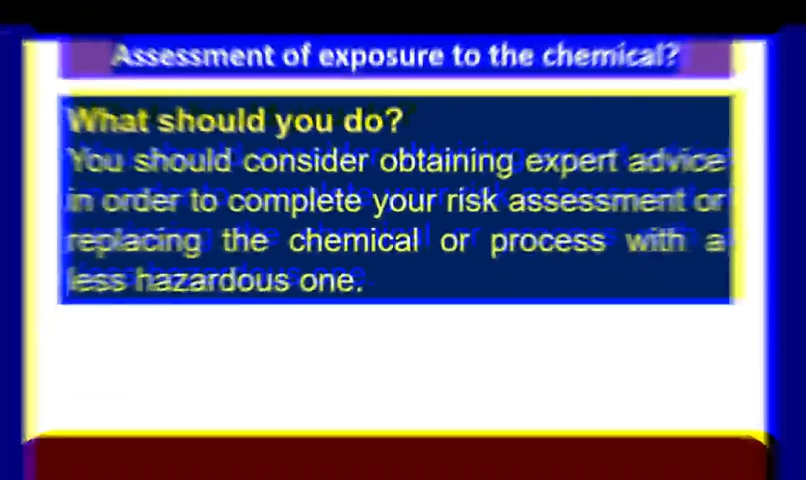 Assessment of exposure to the chemical?
What should you do?
You should consider obtaining expert advice
in order to complete your risk assessment or
replacing the chemical or process with a
less hazardous one.